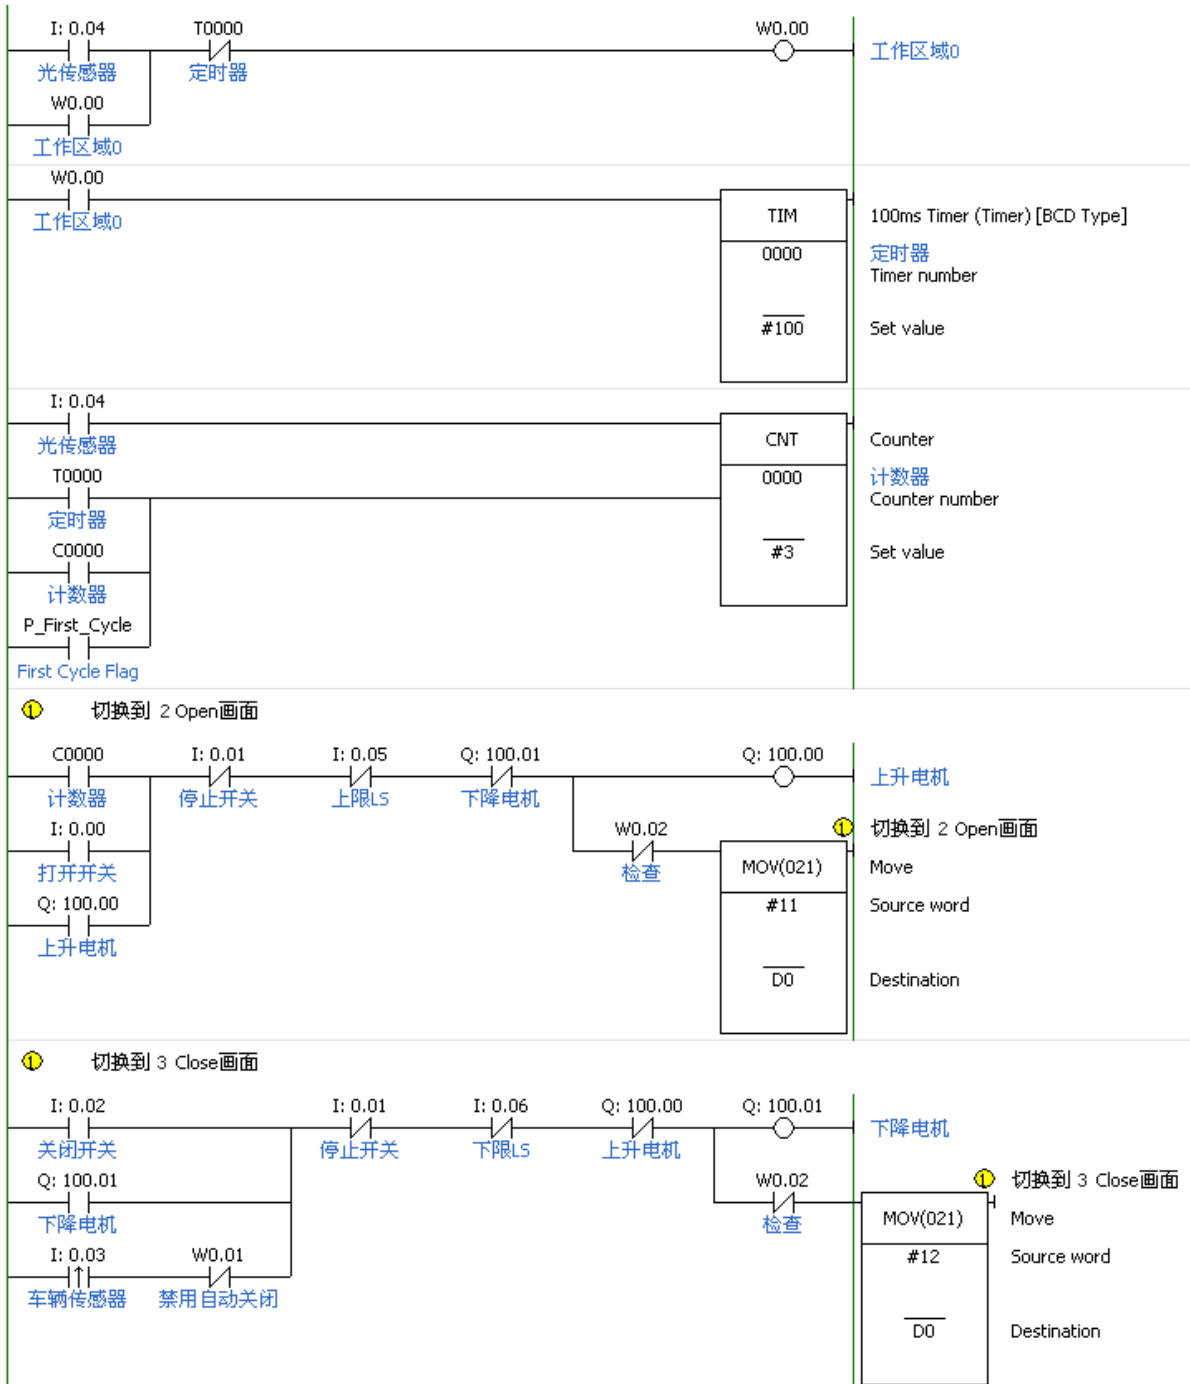 I: 0.04 T0000 W0.00
光传感器 定时器 工作区域0
W0.00
工作区域0
W0.00
工作区域0
TIM 100ms Timer (Timer) [BCD Type]
0000 定时器
Timer number
#100 Set value
I: 0.04
光传感器
CNT Counter
T0000 0000 计数器
Counter number
定时器
C0000 #3 Set value
计数器
P_First_Cycle
First Cycle Flag
1 切换到 2 Open画面
C0000 I: 0.01 I: 0.05 Q: 100.01 Q: 100.00
计数器 停止开关 上限LS 下降电机 上升电机
I: 0.00 W0.02 1 切换到 2 Open画面
打开开关 检查 MOV(021) Move
Q: 100.00 #11 Source word
上升电机
D0 Destination
1 切换到 3 Close画面
I: 0.02 I: 0.01 I: 0.06 Q: 100.00 Q: 100.01
关闭开关 停止开关 下限LS 上升电机 下降电机
Q: 100.01 W0.02 1 切换到 3 Close画面
下降电机 检查 MOV(021) Move
I: 0.03 W0.01 #12 Source word
车辆传感器 禁用自动关闭
D0 Destination